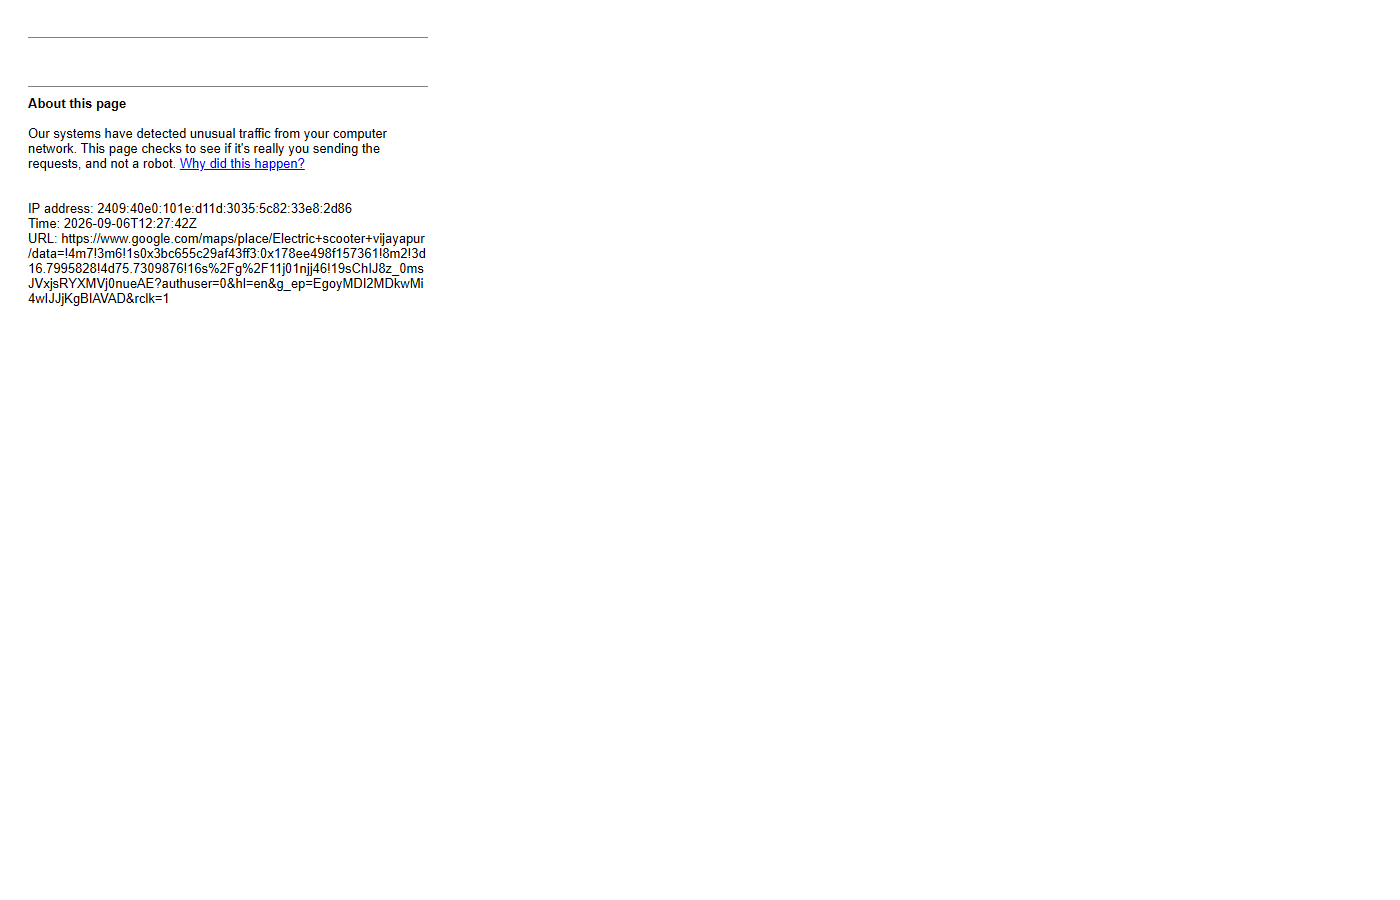 About this page
Our systems have detected unusual traffic from your computer
network. This page checks to see if it's really you sending the
requests, and not a robot. Why did this happen?
IP address: 2409:40e0:101e:d11d:3035:5c82:33e8:2d86
Time: 2026-09-06T12:27:42Z
URL: https://www.google.com/maps/place/Electric+scooter+vijayapur
/data=!4m7!3m6!1s0x3bc655c29af43ff3:0x178ee498f157361!8m2!3d
16.7995828!4d75.7309876!16s%2Fg%2F11j01njj46!19sChIJ8z_0ms
JVxjsRYXMVj0nueAE?authuser=0&hl=en&g_ep=EgoyMDI2MDkwMi
4wIJJjKgBIAVAD&rclk=1